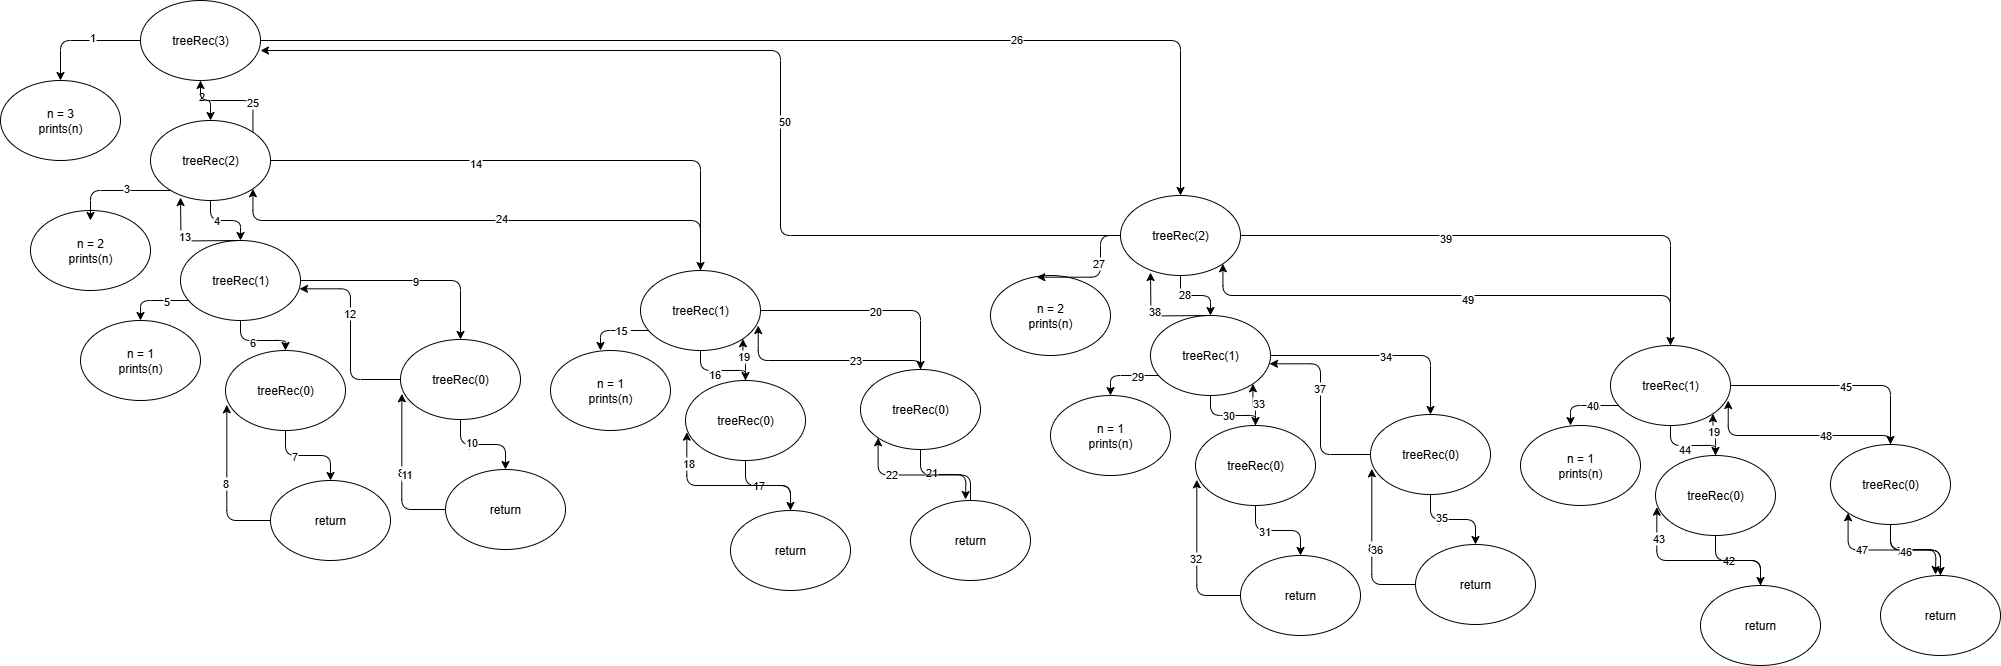 treeRec(3)
1
26
n = 3
prints(n)
2
25
50
treeRec(2)
14
3
4
24
13
n = 2
prints(n)
treeRec(1)
9
5
12
6
n = 1
prints(n)
treeRec(0)
treeRec(0)
7
10
8
11
return
return
treeRec(1)
20
15
19
23
16
n = 1
prints(n)
treeRec(0)
treeRec(0)
18
17
22
21
return
return
treeRec(2)
39
27
28
49
38
n = 2
prints(n)
treeRec(1)
34
29
37
33
30
n = 1
prints(n)
treeRec(0)
treeRec(0)
31
35
32
36
return
return
treeRec(1)
45
40
19
48
44
n = 1
prints(n)
treeRec(0)
treeRec(0)
43
42
47
46
return
return